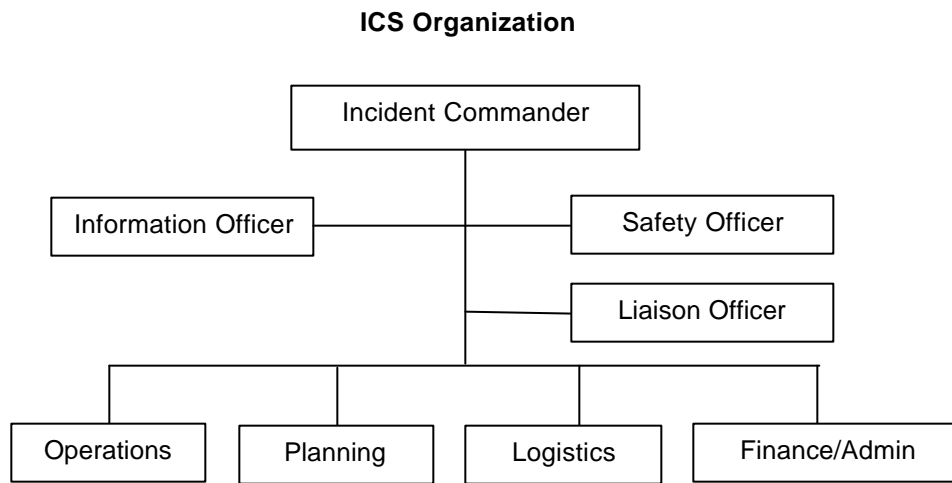 ICS Organization
Incident Commander
Information Officer
Safety Officer
Liaison Officer
Operations
Planning
Logistics
Finance/Admin